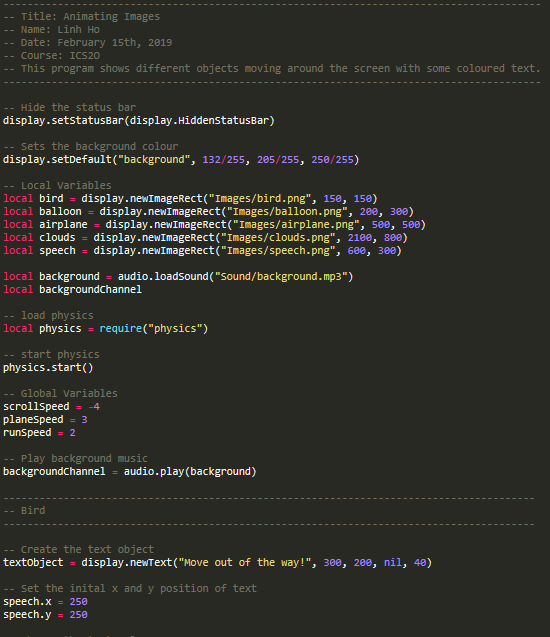 --------------------------------------------------------------------------------
-- Title: Animating Images
-- Name: Linh Ho
-- Date: February 15th, 2019
-- Course: ICS2O
-- This program shows different objects moving around the screen with some coloured text.
--------------------------------------------------------------------------------
-- Hide the status bar
display.setStatusBar(display.HiddenStatusBar)
-- Sets the background colour
display.setDefault("background", 132/255, 205/255, 250/255)
-- Local Variables
local bird = display.newImageRect("Images/bird.png", 150, 150)
local balloon = display.newImageRect("Images/balloon.png", 200, 300)
local airplane = display.newImageRect("Images/airplane.png", 500, 500)
local clouds = display.newImageRect("Images/clouds.png", 2100, 800)
local speech = display.newImageRect("Images/speech.png", 600, 300)
local background = audio.loadSound("Sound/background.mp3")
local backgroundChannel
-- load physics
local physics = require("physics")
-- start physics
physics.start()
-- Global Variables
scrollSpeed = -4
planeSpeed = 3
runSpeed = 2
-- Play background music
backgroundChannel = audio.play(background)
--------------------------------------------------------------------------------
-- Bird
--------------------------------------------------------------------------------
-- Create the text object
textObject = display.newText("Move out of the way!", 300, 200, nil, 40)
-- Set the inital x and y position of text
speech.x = 250
speech.y = 250